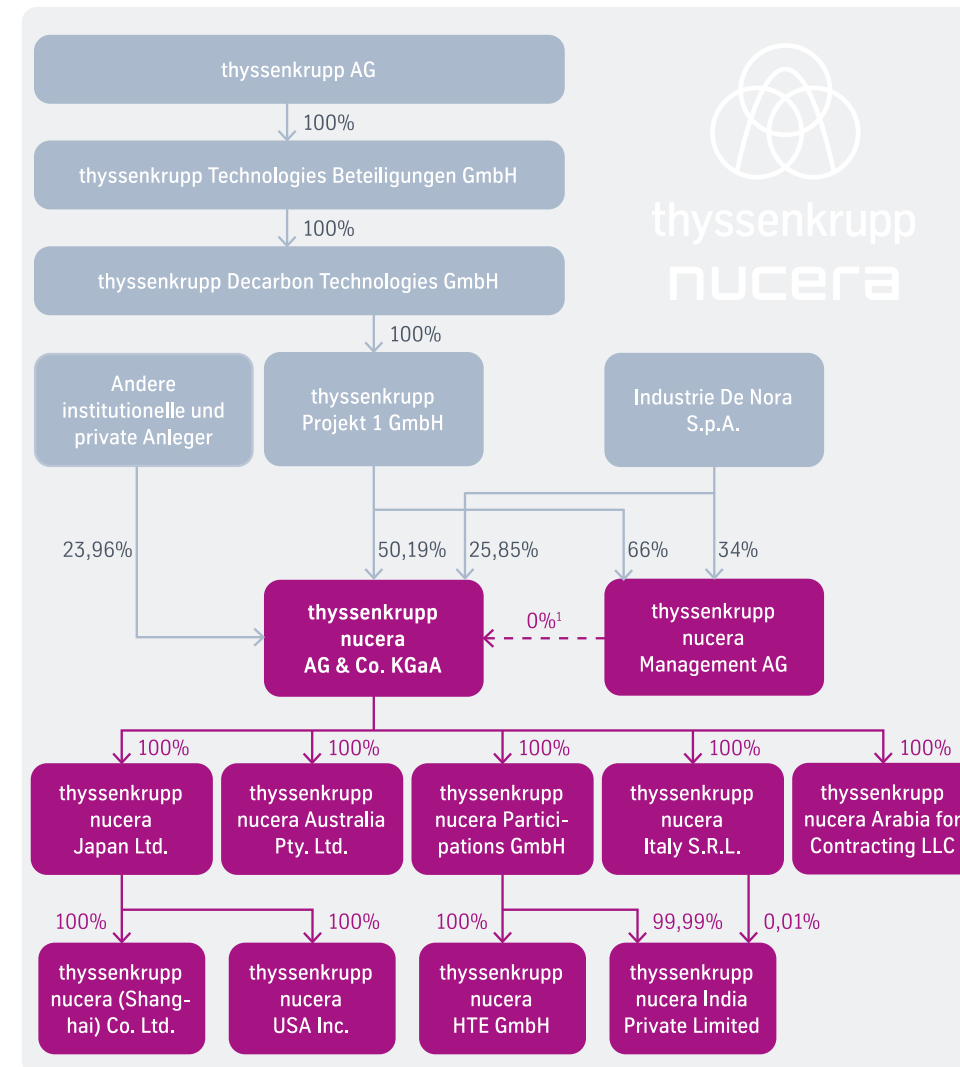 thyssenkrupp AG
100%
thyssenkrupp Technologies Beteiligungen GmbH
100%
thyssenkrupp Decarbon Technologies GmbH
100%
thyssenkrupp
nucera
Andere
institutionelle und
private Anleger
thyssenkrupp
Projekt 1 GmbH
Industrie De Nora
S.p.A.
23,96%
50,19%
25,85%
66%
34%
thyssenkrupp
nucera
AG & Co. KGaA
0%¹
thyssenkrupp
nucera
Management AG
100%
100%
100%
100%
100%
thyssenkrupp
nucera
Japan Ltd.
thyssenkrupp
nucera Australia
Pty. Ltd.
thyssenkrupp
nucera Partici-
pations GmbH
thyssenkrupp
nucera
Italy S.R.L.
thyssenkrupp
nucera Arabia for
Contracting LLC
100%
100%
100%
99,99%
0,01%
thyssenkrupp
nucera (Shang-
hai) Co. Ltd.
thyssenkrupp
nucera
USA Inc.
thyssenkrupp
nucera
HTE GmbH
thyssenkrupp
nucera India
Private Limited